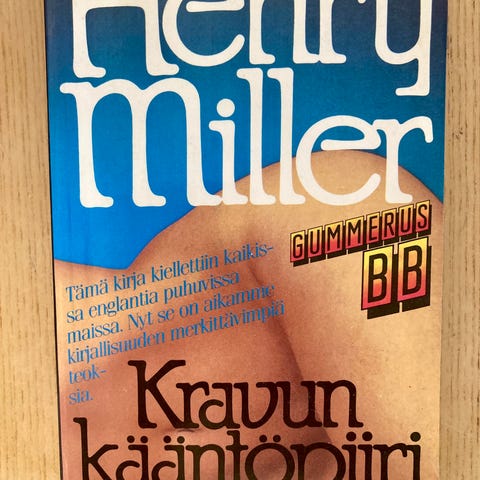 Henry
Miller
GUMMERUS
BB
Tämä kirja kiellettiin kaikis-
sa englantia puhuvissa
maissa. Nyt se on aikamme
kirjallisuuden merkittävimpiä
teok-
sia.
Kravun
kääntöpiiri